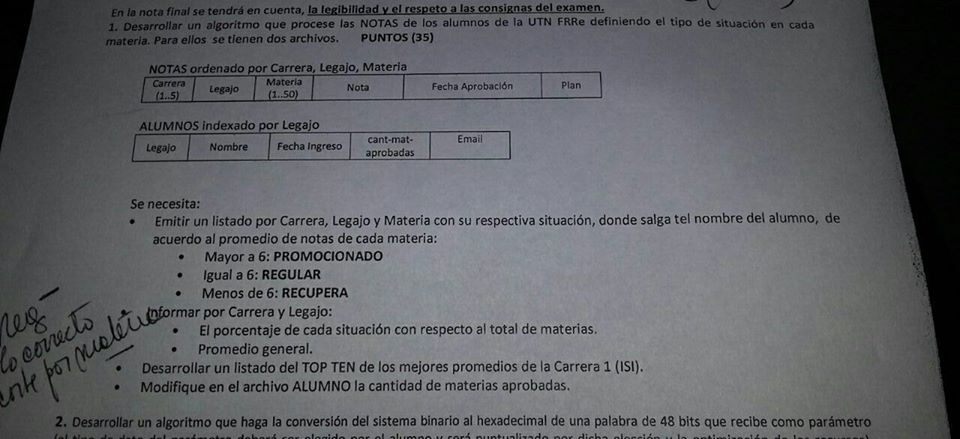 En la nota final se tendrá en cuenta, la legibilidad y el respeto a las consignas del examen.
1. Desarrollar un algoritmo que procese las NOTAS de los alumnos de la UTN FRRe definiendo el tipo de situación en cada
materia. Para ellos se tienen dos archivos. PUNTOS (35)
NOTAS ordenado por Carrera, Legajo, Materia
Carrera (1..5) Legajo Materia (1..50) Nota Fecha Aprobación Plan
ALUMNOS indexado por Legajo
Legajo Nombre Fecha Ingreso cant-mat-aprobadas Email
Se necesita:
• Emitir un listado por Carrera, Legajo y Materia con su respectiva situación, donde salga tel nombre del alumno, de
acuerdo al promedio de notas de cada materia:
• Mayor a 6: PROMOCIONADO
• Igual a 6: REGULAR
• Menos de 6: RECUPERA
Informar por Carrera y Legajo:
• El porcentaje de cada situación con respecto al total de materias.
• Promedio general.
• Desarrollar un listado del TOP TEN de los mejores promedios de la Carrera 1 (ISI).
• Modifique en el archivo ALUMNO la cantidad de materias aprobadas.
lo correcto
corte por materia
2. Desarrollar un algoritmo que haga la conversión del sistema binario al hexadecimal de una palabra de 48 bits que recibe como parámetro